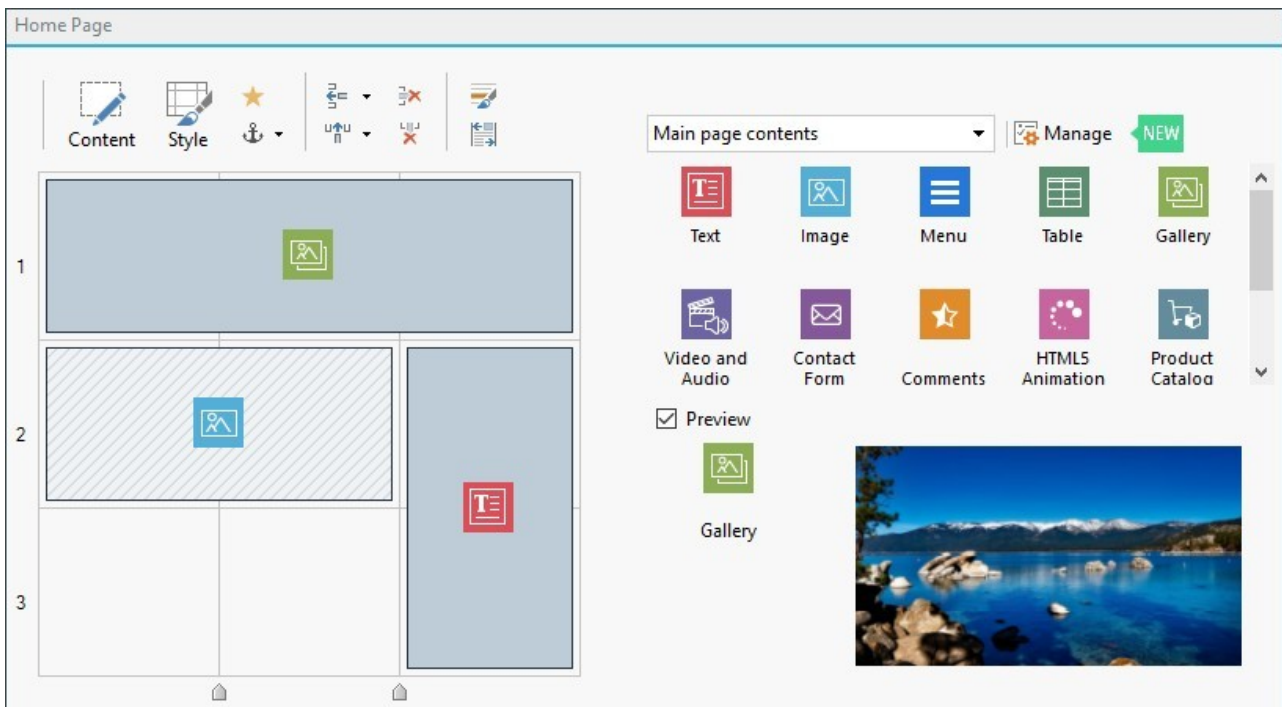 Home Page
Content
Style
Main page contents
Manage
NEW
Text
Image
Menu
Table
Gallery
Video and
Audio
Contact
Form
Comments
HTML5
Animation
Product
Catalog
1
2
3
Preview
Gallery